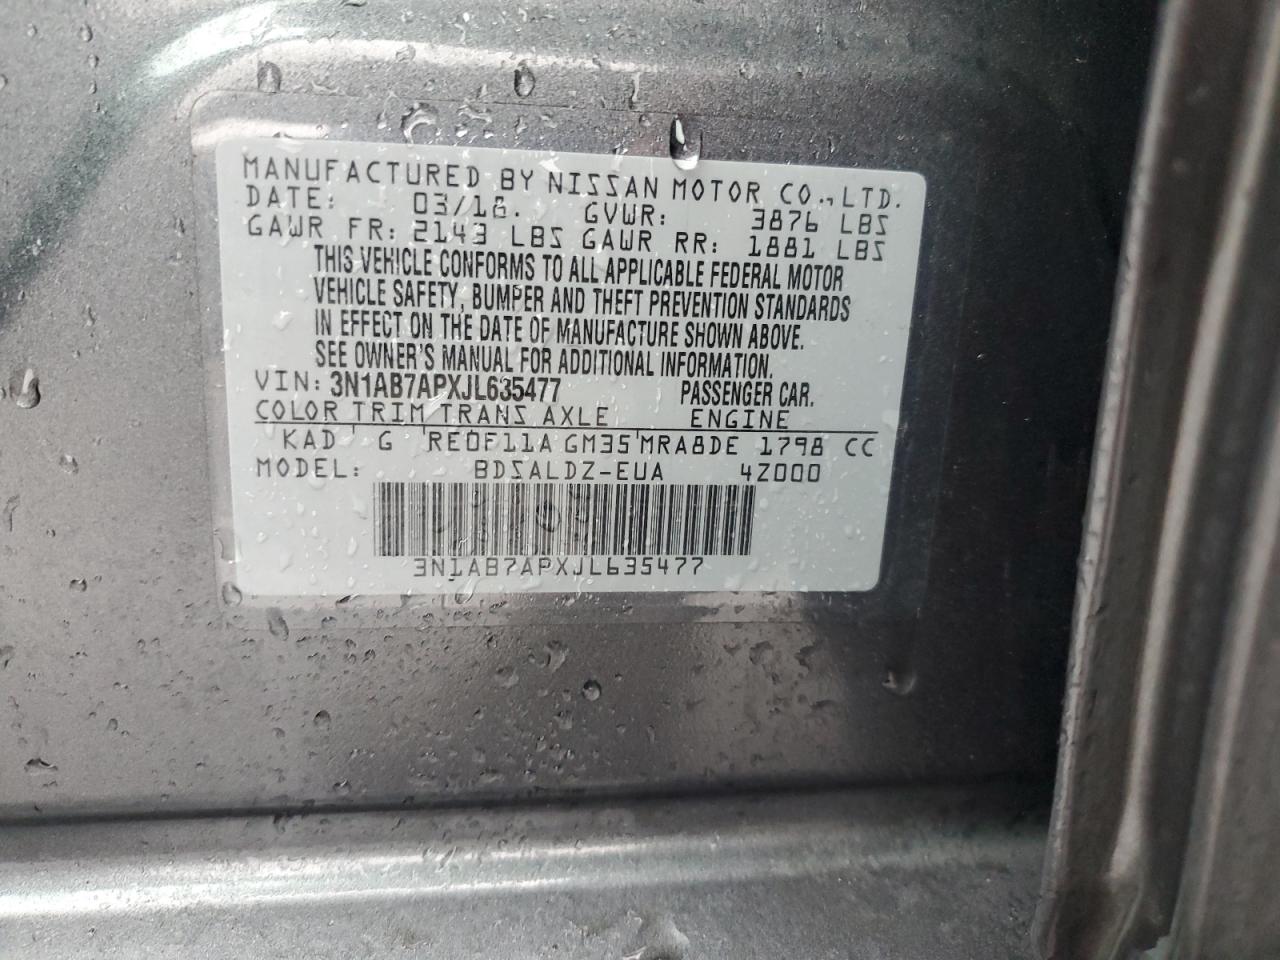 MANUFACTURED BY NISSAN MOTOR CO., LTD.
DATE: 03/18. GVWR: 3876 LBS
GAWR FR: 2143 LBS GAWR RR: 1881 LBS
THIS VEHICLE CONFORMS TO ALL APPLICABLE FEDERAL MOTOR
VEHICLE SAFETY, BUMPER AND THEFT PREVENTION STANDARDS
IN EFFECT ON THE DATE OF MANUFACTURE SHOWN ABOVE.
SEE OWNER'S MANUAL FOR ADDITIONAL INFORMATION.
VIN: 3N1AB7APXJL635477 PASSENGER CAR.
COLOR TRIM TRANS AXLE ENGINE
KAD G RE0F11A GM35 MRA8DE 1798 CC
MODEL: BDSALDZ-EUA 4Z000
3N1AB7APXJL635477